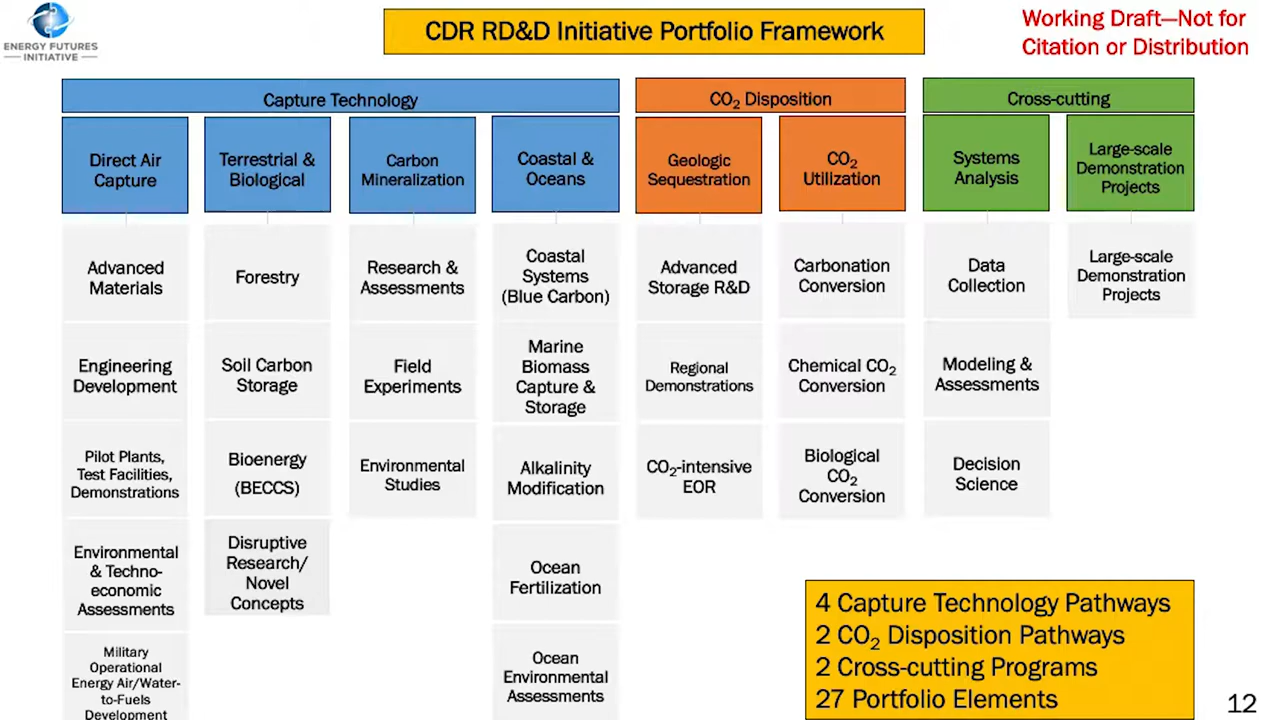 ENERGY FUTURES
INITIATIVE
CDR RD&D Initiative Portfolio Framework
Working Draft—Not for
Citation or Distribution
Capture Technology
CO₂ Disposition
Cross-cutting
Direct Air
Capture
Terrestrial &
Biological
Carbon
Mineralization
Coastal &
Oceans
Geologic
Sequestration
CO₂
Utilization
Systems
Analysis
Large-scale
Demonstration
Projects
Advanced
Materials
Forestry
Research &
Assessments
Coastal
Systems
(Blue Carbon)
Advanced
Storage R&D
Carbonation
Conversion
Data
Collection
Large-scale
Demonstration
Projects
Engineering
Development
Soil Carbon
Storage
Field
Experiments
Marine
Biomass
Capture &
Storage
Regional
Demonstrations
Chemical CO₂
Conversion
Modeling &
Assessments
Pilot Plants,
Test Facilities,
Demonstrations
Bioenergy
(BECCS)
Environmental
Studies
Alkalinity
Modification
CO₂-intensive
EOR
Biological
CO₂
Conversion
Decision
Science
Environmental
& Techno-
economic
Assessments
Disruptive
Research/
Novel
Concepts
Ocean
Fertilization
Military
Operational
Energy Air/Water-
to-Fuels
Development
Ocean
Environmental
Assessments
4 Capture Technology Pathways
2 CO₂ Disposition Pathways
2 Cross-cutting Programs
27 Portfolio Elements
12